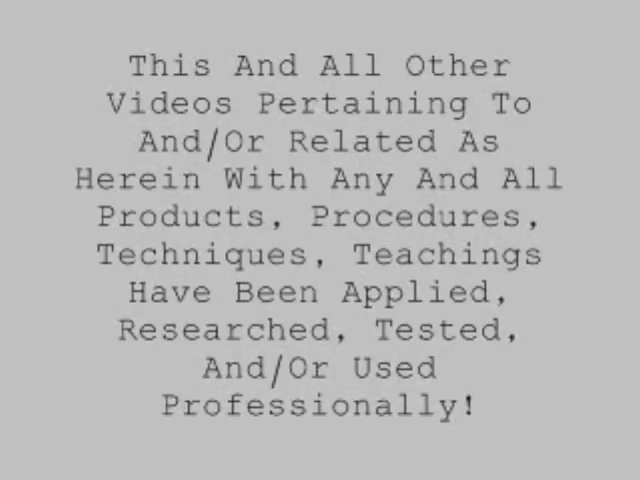 This And All Other
Videos Pertaining To
And/Or Related As
Herein With Any And All
Products, Procedures,
Techniques, Teachings
Have Been Applied,
Researched, Tested,
And/Or Used
Professionally!